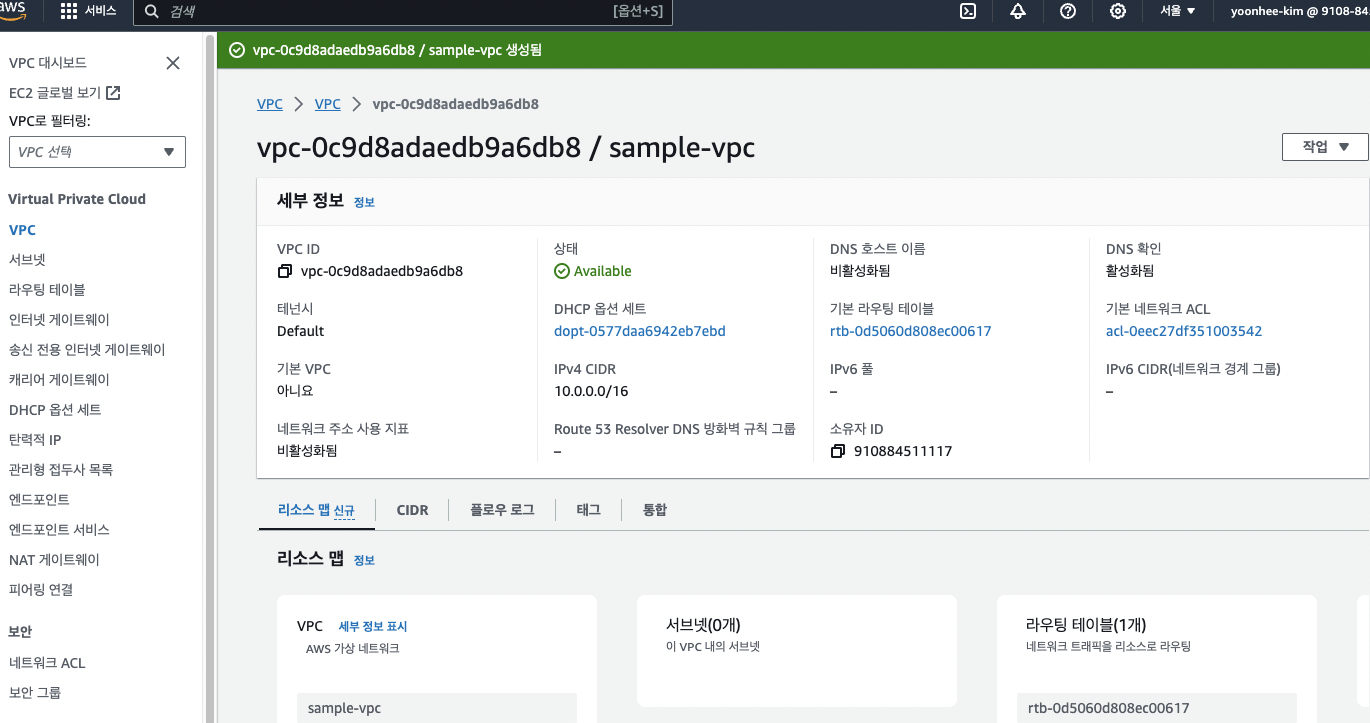 aws
서비스
검색
[옵션+S]
서울
yoonhee-kim @ 9108-84
VPC 대시보드
EC2 글로벌 보기
VPC로 필터링:
VPC 선택
Virtual Private Cloud
VPC
서브넷
라우팅 테이블
인터넷 게이트웨이
송신 전용 인터넷 게이트웨이
캐리어 게이트웨이
DHCP 옵션 세트
탄력적 IP
관리형 접두사 목록
엔드포인트
엔드포인트 서비스
NAT 게이트웨이
피어링 연결
보안
네트워크 ACL
보안 그룹
vpc-0c9d8adaedb9a6db8 / sample-vpc 생성됨
VPC > VPC > vpc-0c9d8adaedb9a6db8
vpc-0c9d8adaedb9a6db8 / sample-vpc
작업
세부 정보 정보
VPC ID
vpc-0c9d8adaedb9a6db8
상태
Available
DNS 호스트 이름
비활성화됨
DNS 확인
활성화됨
테넌시
Default
DHCP 옵션 세트
dopt-0577daa6942eb7ebd
기본 라우팅 테이블
rtb-0d5060d808ec00617
기본 네트워크 ACL
acl-0eec27df351003542
기본 VPC
아니요
IPv4 CIDR
10.0.0.0/16
IPv6 풀
–
IPv6 CIDR(네트워크 경계 그룹)
–
네트워크 주소 사용 지표
비활성화됨
Route 53 Resolver DNS 방화벽 규칙 그룹
–
소유자 ID
910884511117
리소스 맵 신규
CIDR
플로우 로그
태그
통합
리소스 맵 정보
VPC 세부 정보 표시
AWS 가상 네트워크
sample-vpc
서브넷(0개)
이 VPC 내의 서브넷
라우팅 테이블(1개)
네트워크 트래픽을 리소스로 라우팅
rtb-0d5060d808ec00617